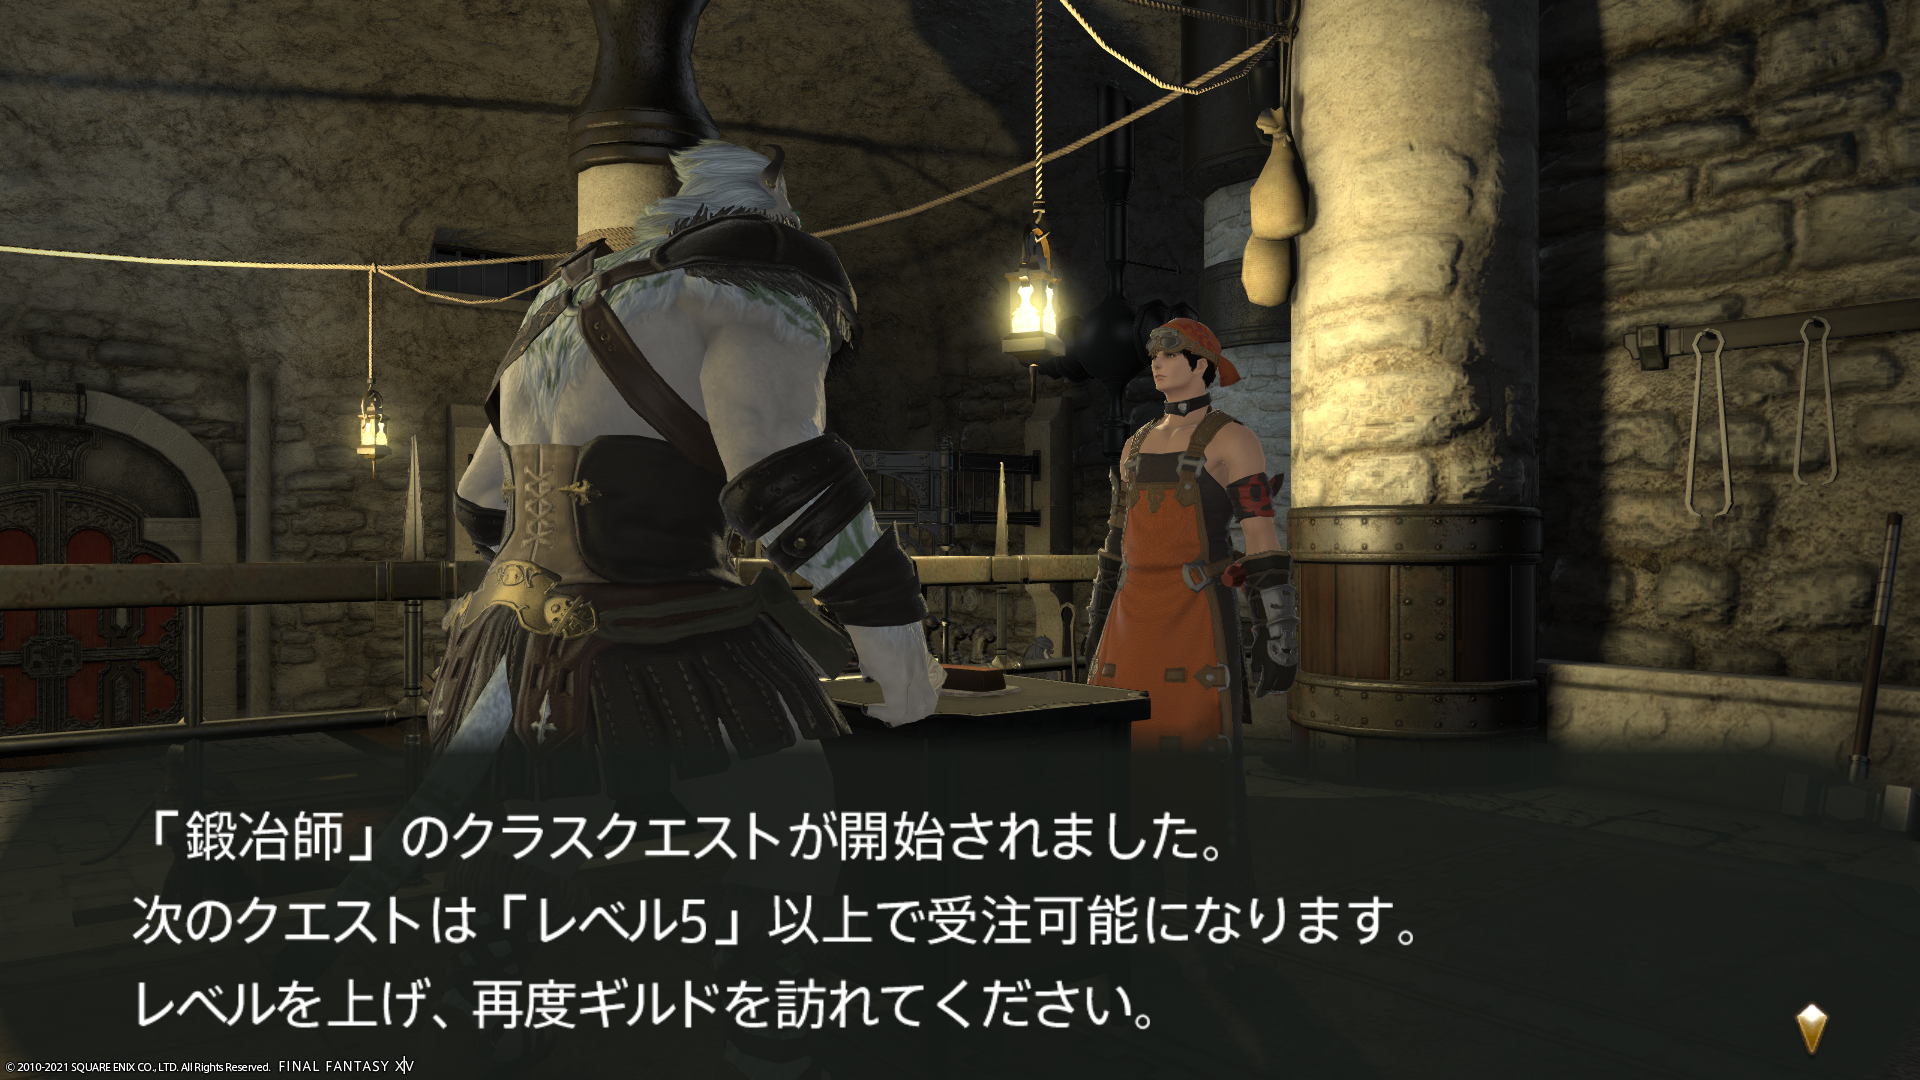 「鍛冶師」のクラスクエストが開始されました。
次のクエストは「レベル5」以上で受注可能になります。
レベルを上げ、再度ギルドを訪れてください。
© 2010-2021 SQUARE ENIX CO., LTD. All Rights Reserved. FINAL FANTASY XIV